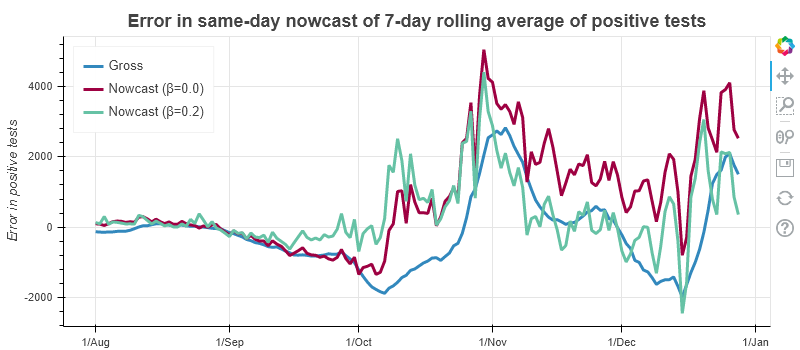 Error in same-day nowcast of 7-day rolling average of positive tests
Error in positive tests
4000
2000
0
-2000
Gross
Nowcast (β=0.0)
Nowcast (β=0.2)
1/Aug
1/Sep
1/Oct
1/Nov
1/Dec
1/Jan